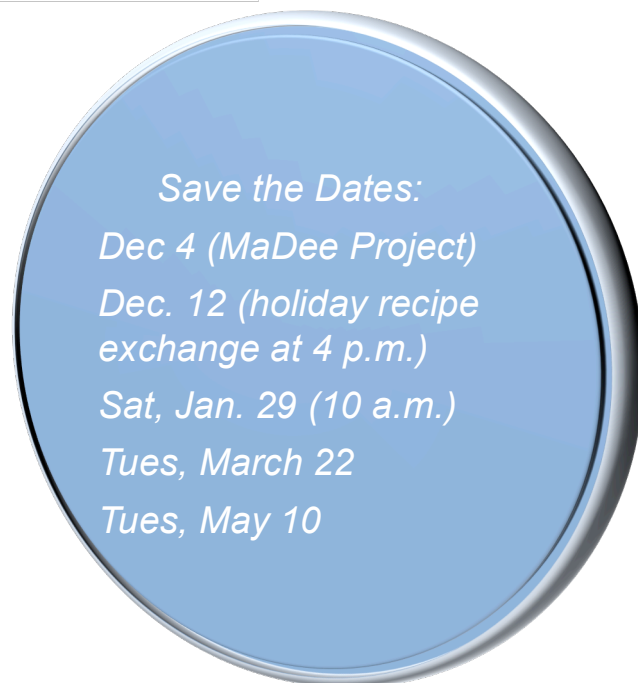 Save the Dates:
Dec 4 (MaDee Project)
Dec. 12 (holiday recipe
exchange at 4 p.m.)
Sat, Jan. 29 (10 a.m.)
Tues, March 22
Tues, May 10